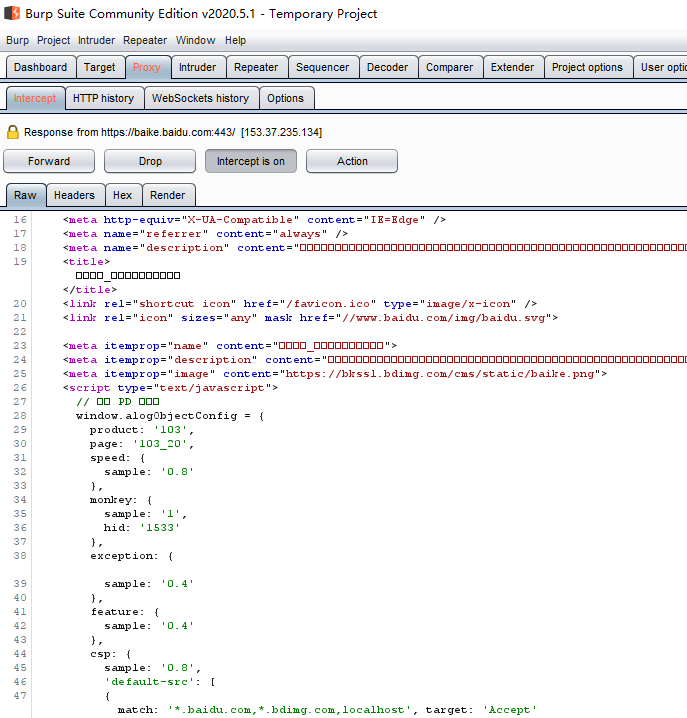 Burp Suite Community Edition v2020.5.1 - Temporary Project
Burp Project Intruder Repeater Window Help
Dashboard Target Proxy Intruder Repeater Sequencer Decoder Comparer Extender Project options User optio
Intercept HTTP history WebSockets history Options
Response from https://baike.baidu.com:443/ [153.37.235.134]
Forward Drop Intercept is on Action
Raw Headers Hex Render
16 <meta http-equiv="X-UA-Compatible" content="IE=Edge" />
17 <meta name="referrer" content="always" />
18 <meta name="description" content="
19 <title>
_
</title>
20 <link rel="shortcut icon" href="/favicon.ico" type="image/x-icon" />
21 <link rel="icon" sizes="any" mask href="//www.baidu.com/img/baidu.svg">
22
23 <meta itemprop="name" content="□□□□_□□□□□□□□□□">
24 <meta itemprop="description" content="
25 <meta itemprop="image" content="https://bkssl.bdimg.com/cms/static/baike.png">
26 <script type="text/javascript">
27 // □□ PD □□□
28 window.alogObjectConfig = {
29 product: '103',
30 page: '103_20',
31 speed: {
32 sample: '0.8'
33 },
34 monkey: {
35 sample: '1',
36 hid: '1533'
37 },
38 exception: {
39 sample: '0.4'
40 },
41 feature: {
42 sample: '0.4'
43 },
44 csp: {
45 sample: '0.8',
46 'default-src': [
47 {
match: '*.baidu.com,*.bdimg.com,localhost', target: 'Accept'